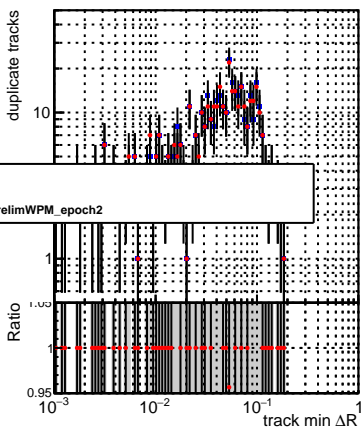 duplicate tracks
10
relimWPM_epoch2
1
Ratio
1.05
1
0.95
10−3
10−2
10−1
1
track min ΔR